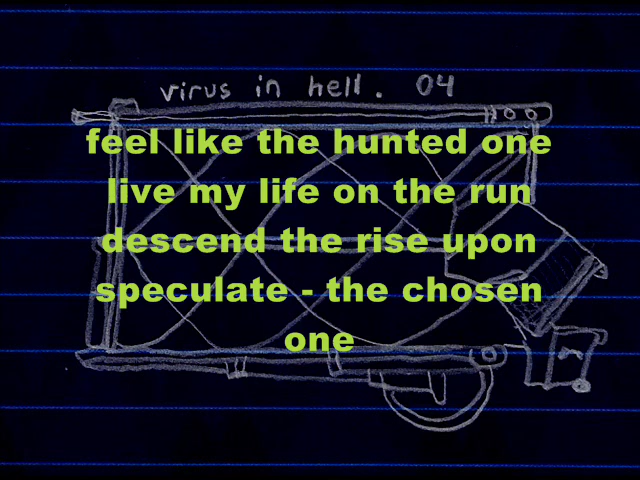 virus in hell. 04
feel like the hunted one
live my life on the run
descend the rise upon
speculate - the chosen
one